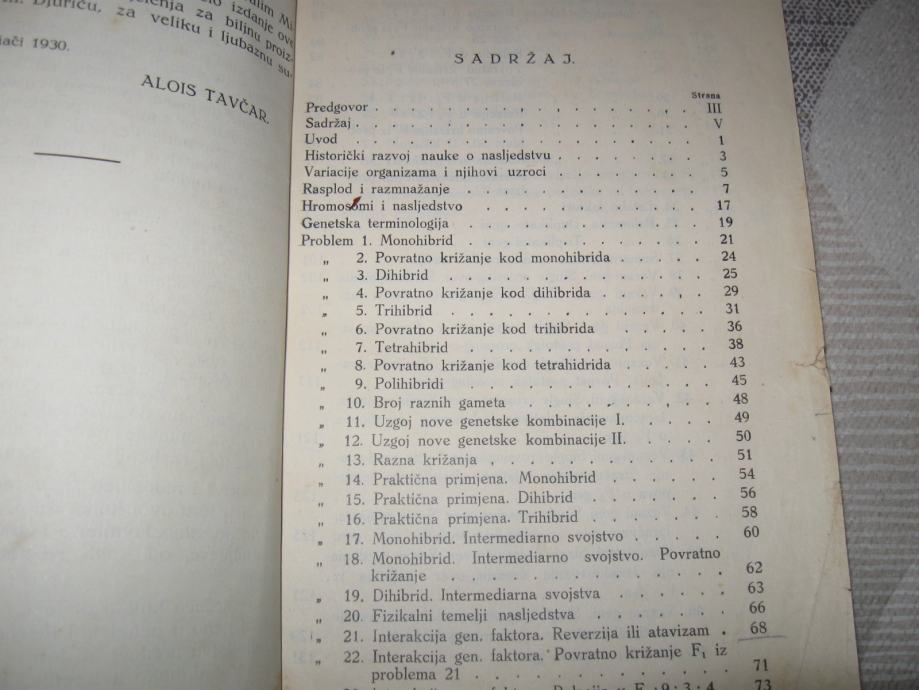 izdanje ove
Djuriću, za biljnu proiz-
za veliku i ljubaznu su-
1930.
ALOIS TAVČAR.
SADRŽAJ.
Strana
Predgovor . . . . . . . . . . . . . . . III
Sadržaj . . . . . . . . . . . . . . . V
Uvod . . . . . . . . . . . . . . . 1
Historički razvoj nauke o nasljedstvu . . . . . . . 3
Variacije organizama i njihovi uzroci . . . . . . . 5
Rasplod i razmnažanje . . . . . . . . . . . 7
Hromosomi i nasljedstvo . . . . . . . . . . 17
Genetska terminologija . . . . . . . . . . . 19
Problem 1. Monohibrid . . . . . . . . . . . 21
„ 2. Povratno križanje kod monohibrida . . . . . 24
„ 3. Dihibrid . . . . . . . . . . . . 25
„ 4. Povratno križanje kod dihibrida . . . . . . 29
„ 5. Trihibrid . . . . . . . . . . . . 31
„ 6. Povratno križanje kod trihibrida . . . . . 36
„ 7. Tetrahibrid . . . . . . . . . . . 38
„ 8. Povratno križanje kod tetrahidrida . . . . . 43
„ 9. Polihibridi . . . . . . . . . . . 45
„ 10. Broj raznih gameta . . . . . . . . . 48
„ 11. Uzgoj nove genetske kombinacije I. . . . . 49
„ 12. Uzgoj nove genetske kombinacije II. . . . . 50
„ 13. Razna križanja . . . . . . . . . . 51
„ 14. Praktična primjena. Monohibrid . . . . . 54
„ 15. Praktična primjena. Dihibrid . . . . . . 56
„ 16. Praktična primjena. Trihibrid . . . . . . 58
„ 17. Monohibrid. Intermediarno svojstvo . . . . . 60
„ 18. Monohibrid. Intermediarno svojstvo. Povratno
križanje . . . . . . . . . . . . 62
„ 19. Dihibrid. Intermediarna svojstva . . . . . 63
„ 20. Fizikalni temelji nasljedstva . . . . . . 66
„ 21. Interakcija gen. faktora. Reverzija ili atavizam . 68
„ 22. Interakcija gen. faktora. Povratno križanje F₁ iz
problema 21 . . . . . . . . . . . 71
73